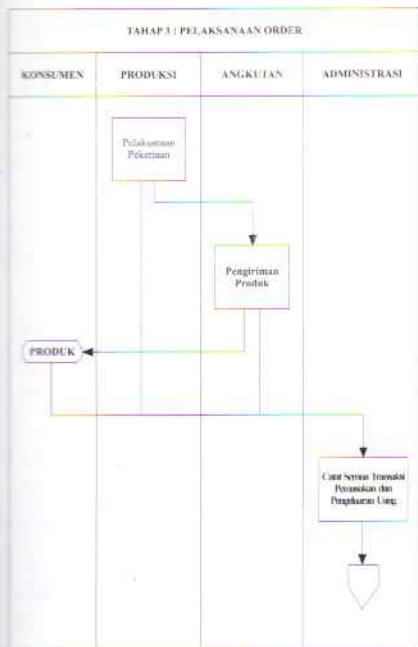 TAHAP 3 : PELAKSANAAN ORDER
KONSUMEN
PRODUKSI
ANGKUTAN
ADMINISTRASI
Pelaksanaan
Pekerjaan
Pengiriman
Produk
PRODUK
Catat Semua Transaksi
Pemasukan dan
Pengeluaran Uang